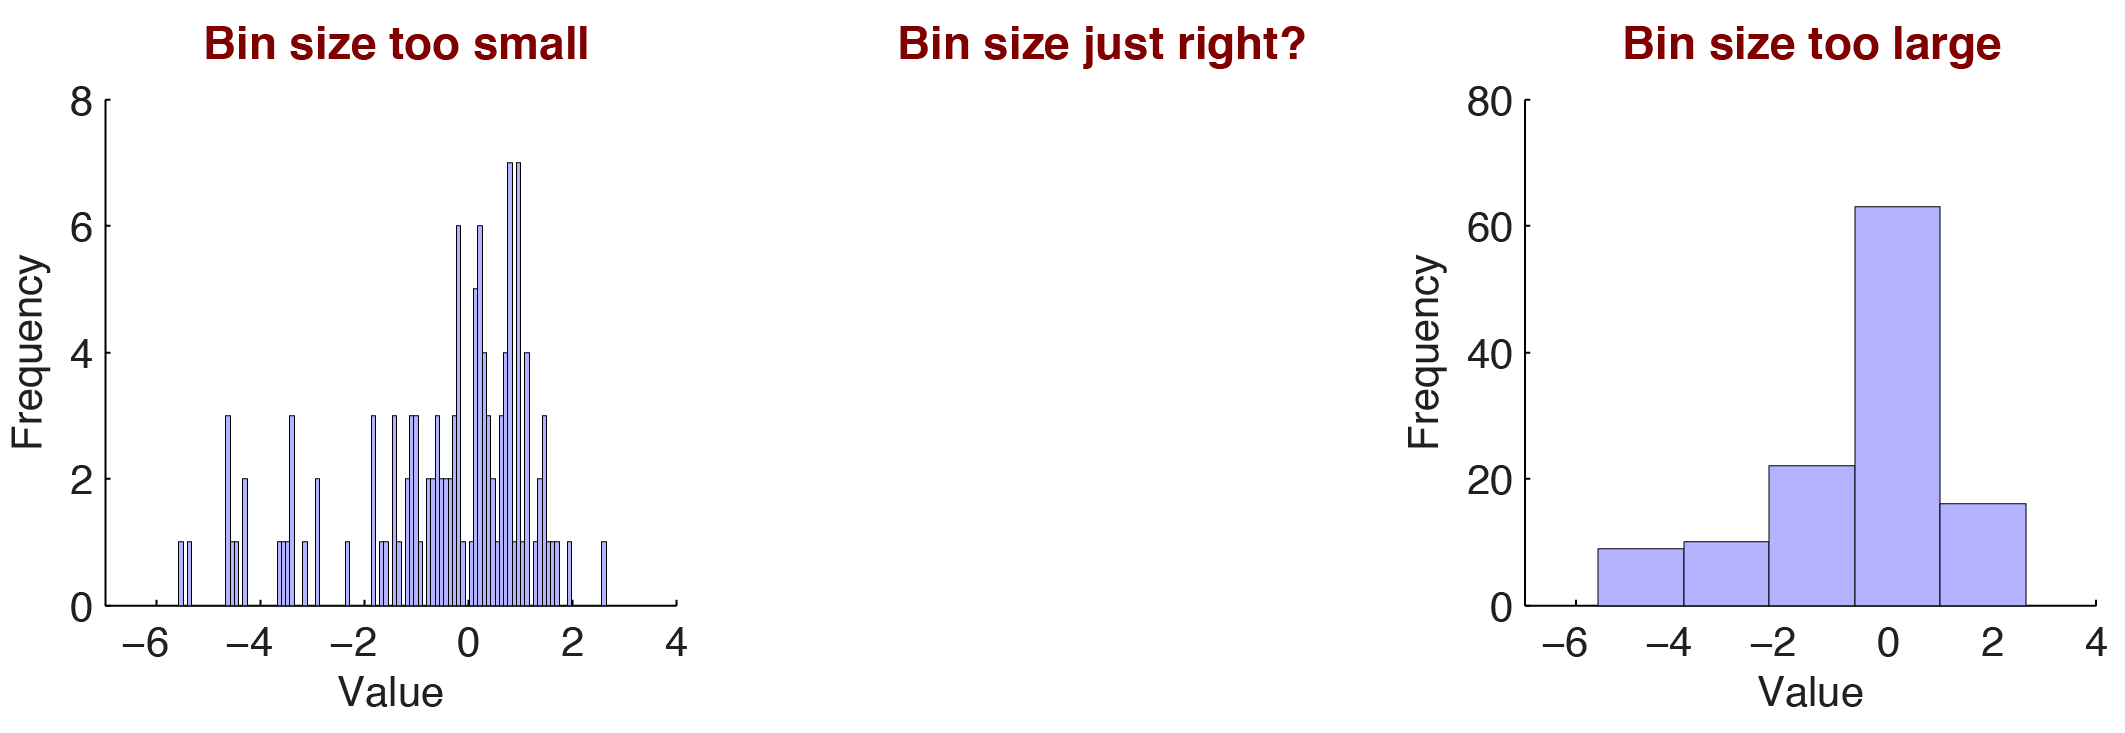 Bin size too small
Bin size just right?
Bin size too large
8
6
4
2
0
Frequency
−6 −4 −2 0 2 4
Value
80
60
40
20
0
Frequency
−6 −4 −2 0 2 4
Value